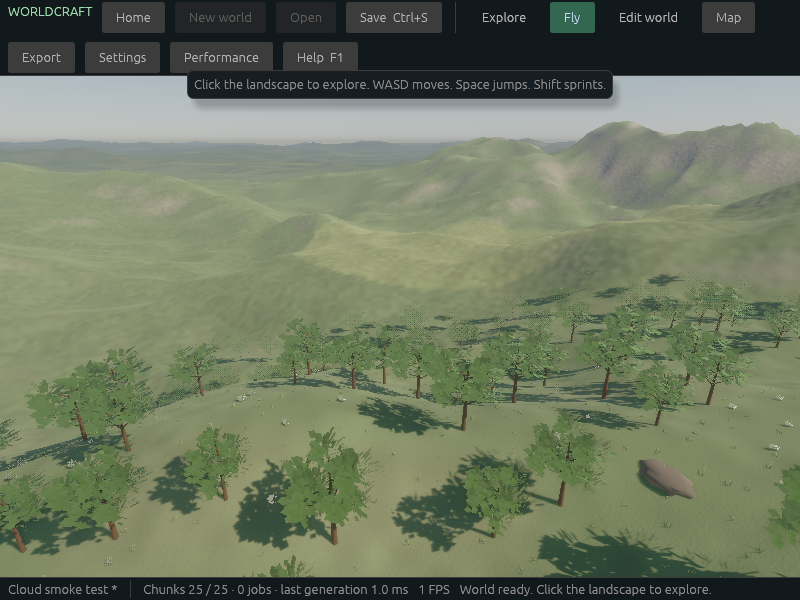 WORLDCRAFT Home New world Open Save Ctrl+S Explore Fly Edit world Map
Export Settings Performance Help F1
Click the landscape to explore. WASD moves. Space jumps. Shift sprints.
Cloud smoke test * Chunks 25 / 25 · 0 jobs · last generation 1.0 ms 1 FPS World ready. Click the landscape to explore.